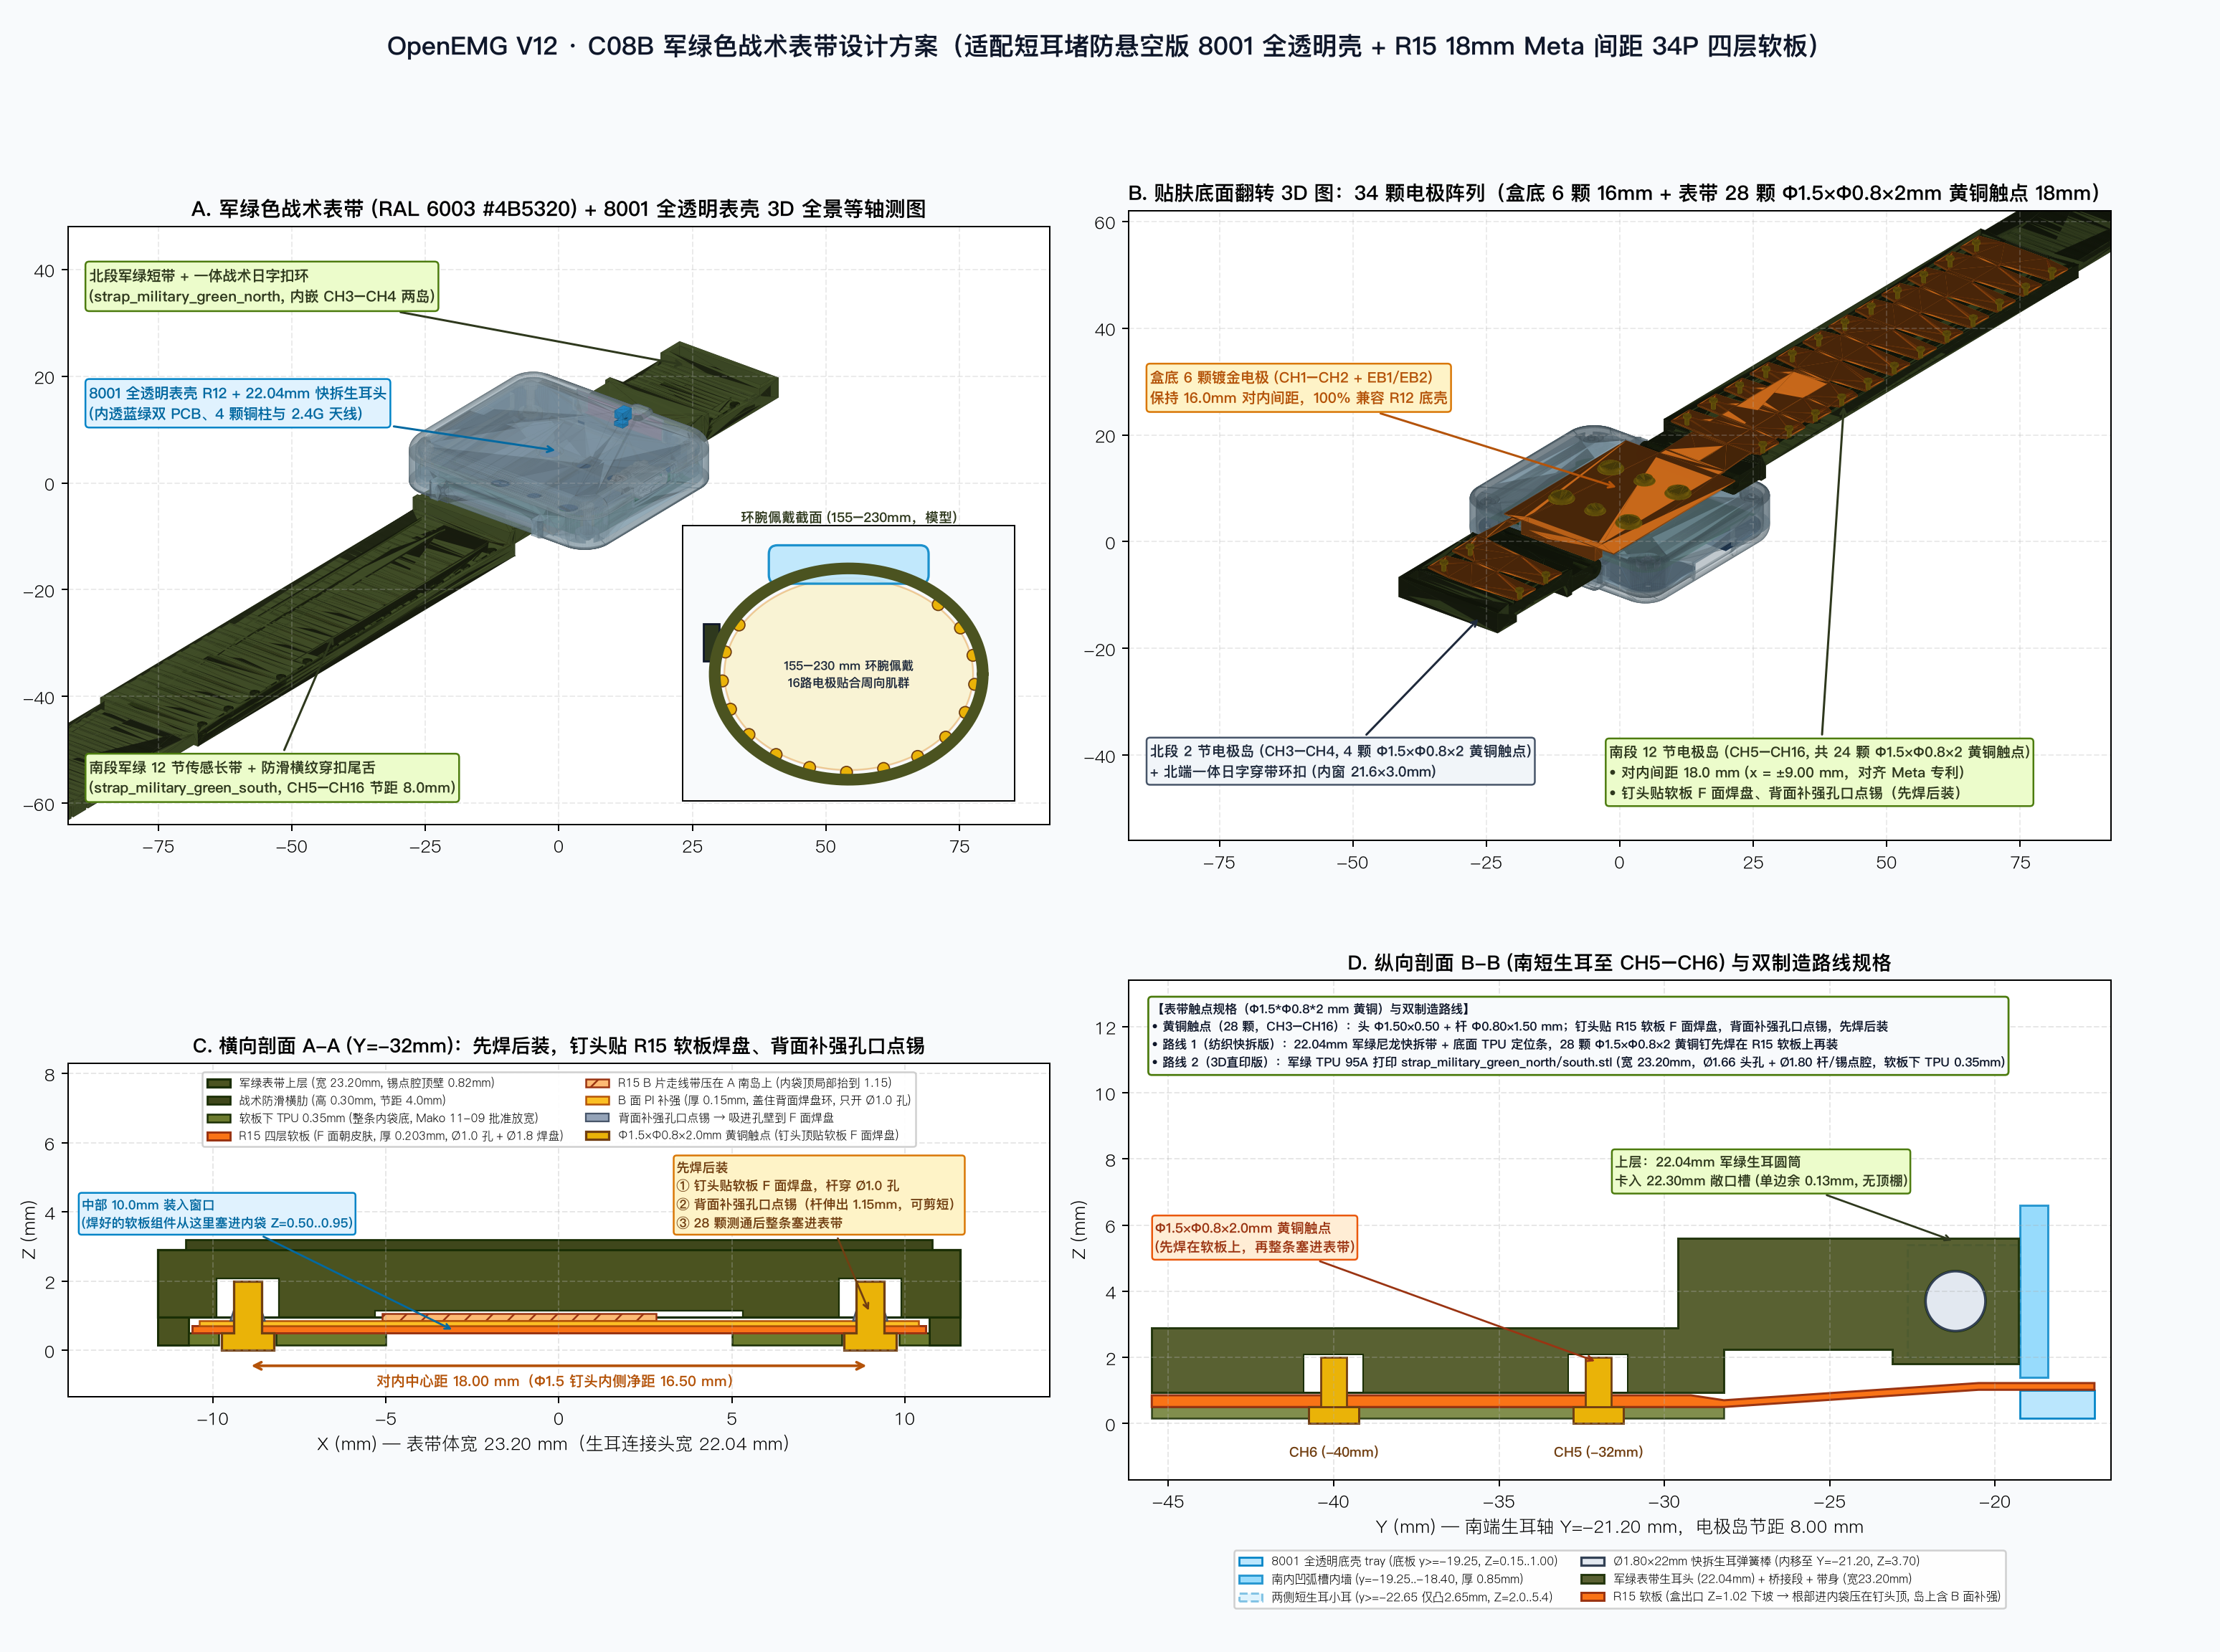 OpenEMG V12 · C08B 军绿色战术表带设计方案（适配短耳堵防悬空版 8001 全透明壳 + R15 18mm Meta 间距 34P 四层软板）
A. 军绿色战术表带 (RAL 6003 #4B5320) + 8001 全透明表壳 3D 全景等轴测图
40
20
0
−20
−40
−60
−75
−50
−25
0
25
50
75
北段军绿短带 + 一体战术日字扣环
(strap_military_green_north, 内嵌 CH3—CH4 两岛)
8001 全透明表壳 R12 + 22.04mm 快拆生耳头
(内透蓝绿双 PCB、4 颗铜柱与 2.4G 天线)
南段军绿 12 节传感长带 + 防滑横纹穿扣尾舌
(strap_military_green_south, CH5—CH16 节距 8.0mm)
环腕佩戴截面 (155—230mm，模型)
155—230 mm 环腕佩戴
16路电极贴合周向肌群
B. 贴肤底面翻转 3D 图：34 颗电极阵列（盒底 6 颗 16mm + 表带 28 颗 Φ1.5×Φ0.8×2mm 黄铜触点 18mm）
60
40
20
0
−20
−40
−75
−50
−25
0
25
50
75
盒底 6 颗镀金电极 (CH1—CH2 + EB1/EB2)
保持 16.0mm 对内间距，100% 兼容 R12 底壳
北段 2 节电极岛 (CH3—CH4, 4 颗 Φ1.5×Φ0.8×2 黄铜触点)
+ 北端一体日字穿带环扣 (内窗 21.6×3.0mm)
南段 12 节电极岛 (CH5—CH16, 共 24 颗 Φ1.5×Φ0.8×2 黄铜触点)
• 对内间距 18.0 mm (x = ±9.00 mm，对齐 Meta 专利)
• 钉头贴软板 F 面焊盘、背面补强孔口点锡（先焊后装）
C. 横向剖面 A−A (Y=−32mm)：先焊后装，钉头贴 R15 软板焊盘、背面补强孔口点锡
军绿表带上层 (宽 23.20mm, 锡点腔顶壁 0.82mm)
战术防滑横肋 (高 0.30mm, 节距 4.0mm)
软板下 TPU 0.35mm (整条内袋底, Mako 11−09 批准放宽)
R15 四层软板 (F 面朝皮肤, 厚 0.203mm, Ø1.0 孔 + Ø1.8 焊盘)
R15 B 片走线带压在 A 南岛上 (内袋顶局部抬到 1.15)
B 面 PI 补强 (厚 0.15mm, 盖住背面焊盘环, 只开 Ø1.0 孔)
背面补强孔口点锡 → 吸进孔壁到 F 面焊盘
Φ1.5×Φ0.8×2.0mm 黄铜触点 (钉头顶贴软板 F 面焊盘)
先焊后装
① 钉头贴软板 F 面焊盘，杆穿 Ø1.0 孔
② 背面补强孔口点锡（杆伸出 1.15mm，可剪短）
③ 28 颗测通后整条塞进表带
中部 10.0mm 装入窗口
(焊好的软板组件从这里塞进内袋 Z=0.50..0.95)
对内中心距 18.00 mm（Φ1.5 钉头内侧净距 16.50 mm）
Z (mm)
8
6
4
2
0
−10
−5
0
5
10
X (mm) — 表带体宽 23.20 mm（生耳连接头宽 22.04 mm）
D. 纵向剖面 B−B (南短生耳至 CH5—CH6) 与双制造路线规格
【表带触点规格（Φ1.5*Φ0.8*2 mm 黄铜）与双制造路线】
• 黄铜触点（28 颗，CH3—CH16）：头 Φ1.50×0.50 + 杆 Φ0.80×1.50 mm；钉头贴 R15 软板 F 面焊盘，背面补强孔口点锡，先焊后装
• 路线 1（纺织快拆版）：22.04mm 军绿尼龙快拆带 + 底面 TPU 定位条，28 颗 Φ1.5×Φ0.8×2 黄铜钉先焊在 R15 软板上再装
• 路线 2（3D直印版）：军绿 TPU 95A 打印 strap_military_green_north/south.stl (宽 23.20mm，Ø1.66 头孔 + Ø1.80 杆/锡点腔，软板下 TPU 0.35mm)
上层：22.04mm 军绿生耳圆筒
卡入 22.30mm 敞口槽 (单边余 0.13mm, 无顶棚)
Φ1.5×Φ0.8×2.0mm 黄铜触点
(先焊在软板上，再整条塞进表带)
CH6 (−40mm)
CH5 (−32mm)
Z (mm)
12
10
8
6
4
2
0
−45
−40
−35
−30
−25
−20
Y (mm) — 南端生耳轴 Y=−21.20 mm，电极岛节距 8.00 mm
8001 全透明底壳 tray (底板 y>=−19.25, Z=0.15..1.00)
南内凹弧槽内墙 (y=−19.25..−18.40, 厚 0.85mm)
两侧短生耳小耳 (y>=−22.65 仅凸2.65mm, Z=2.0..5.4)
Ø1.80×22mm 快拆生耳弹簧棒 (内移至 Y=−21.20, Z=3.70)
军绿表带生耳头 (22.04mm) + 桥接段 + 带身 (宽23.20mm)
R15 软板 (盒出口 Z=1.02 下坡 → 根部进内袋压在钉头顶, 岛上含 B 面补强)